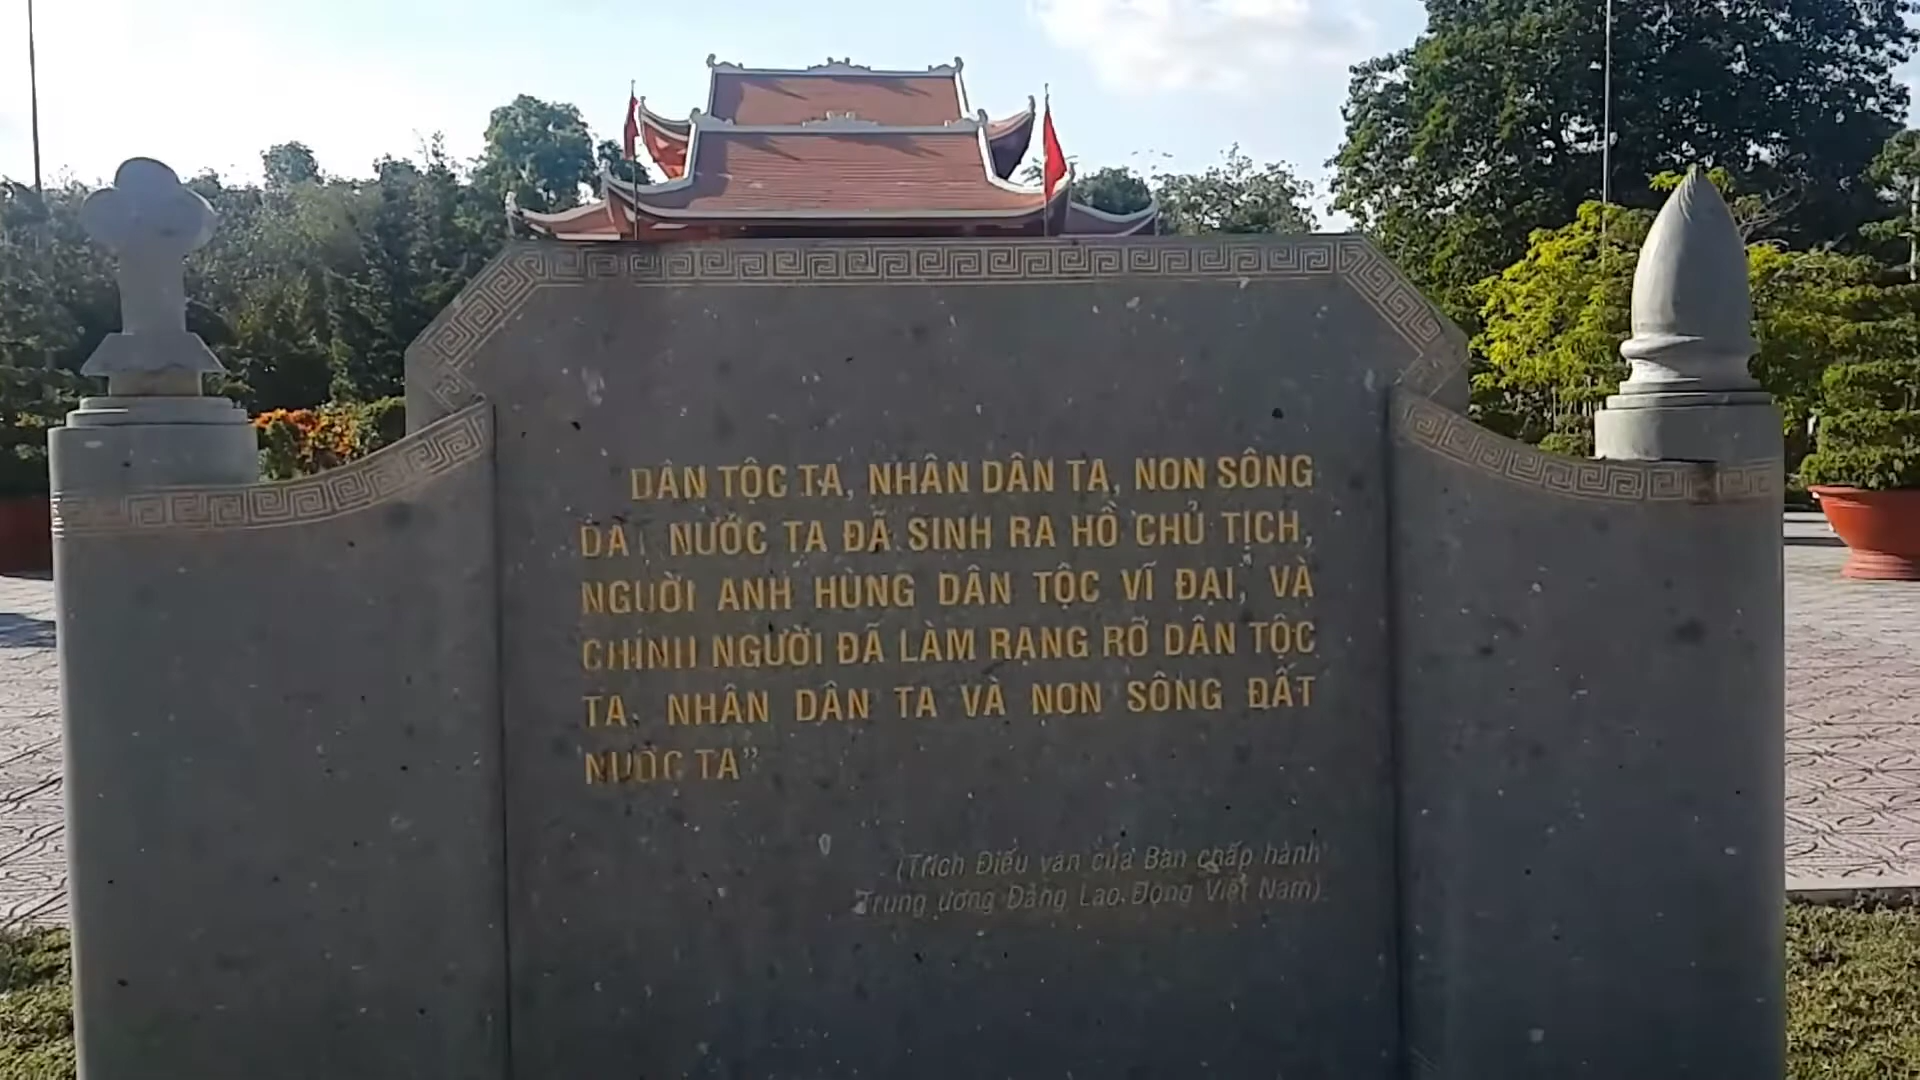 DÂN TỘC TA, NHÂN DÂN TA, NON SÔNG
ĐẤT NƯỚC TA ĐÃ SINH RA HỒ CHỦ TỊCH,
NGƯỜI ANH HÙNG DÂN TỘC VĨ ĐẠI, VÀ
CHÍNH NGƯỜI ĐÃ LÀM RẠNG RỠ DÂN TỘC
TA, NHÂN DÂN TA VÀ NON SÔNG ĐẤT
NƯỚC TA”
(Trích Điếu văn của Ban chấp hành
Trung ương Đảng Lao Động Việt Nam).